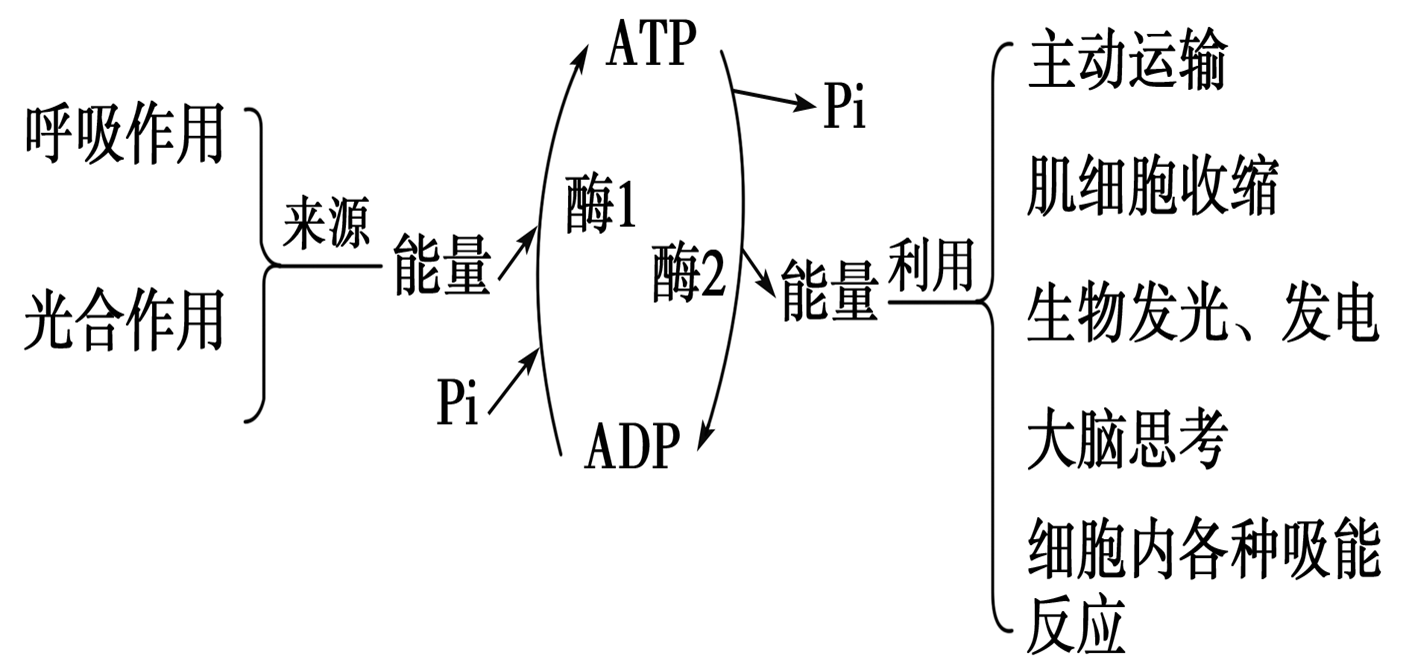 呼吸作用
光合作用
来源
能量
Pi
ATP
酶1
酶2
ADP
Pi
能量
利用
主动运输
肌细胞收缩
生物发光、发电
大脑思考
细胞内各种吸能
反应